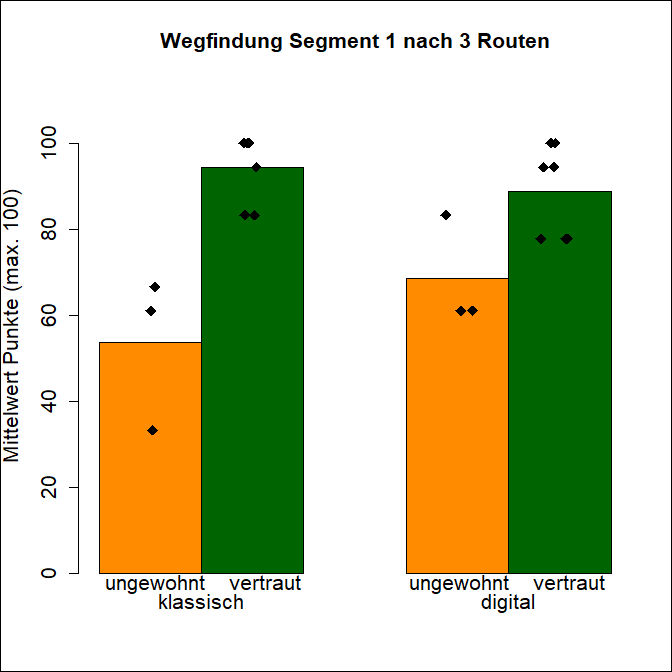 Wegfindung Segment 1 nach 3 Routen
Mittelwert Punkte (max. 100)
100
80
60
40
20
0
ungewohnt vertraut ungewohnt vertraut
klassisch digital